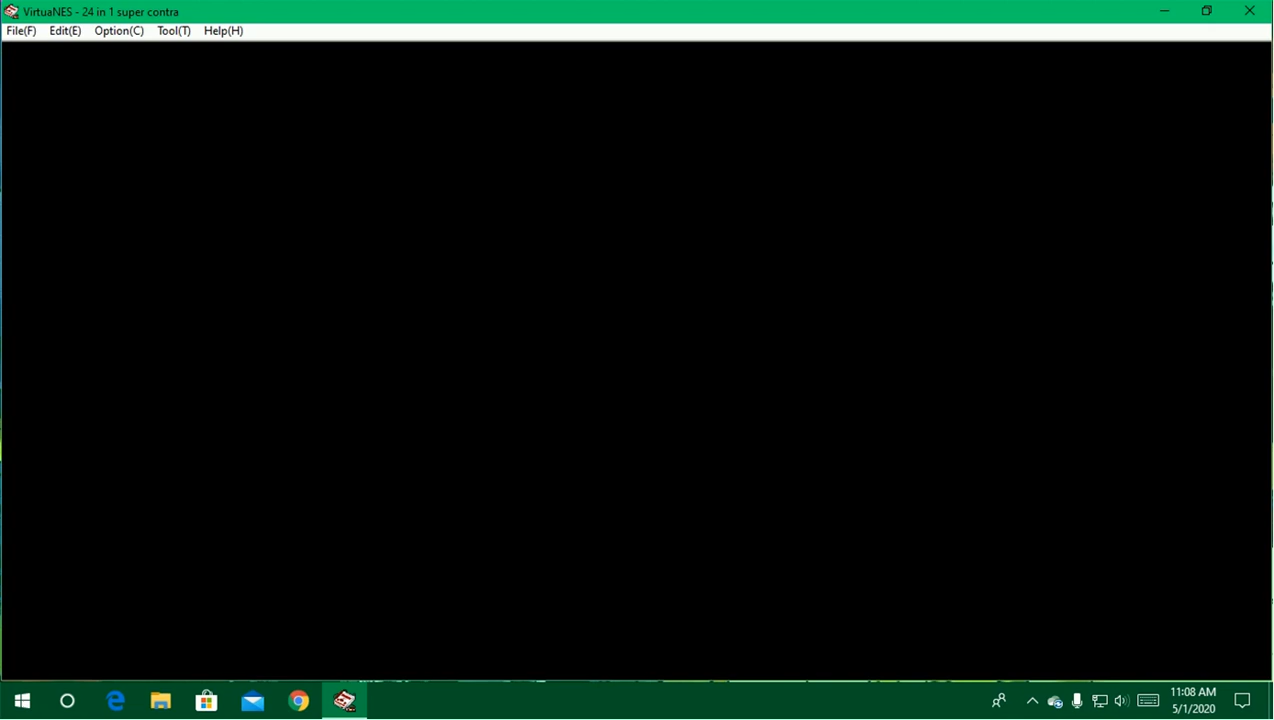 VirtuaNES - 24 in 1 super contra
File(F) Edit(E) Option(C) Tool(T) Help(H)
11:08 AM
5/1/2020